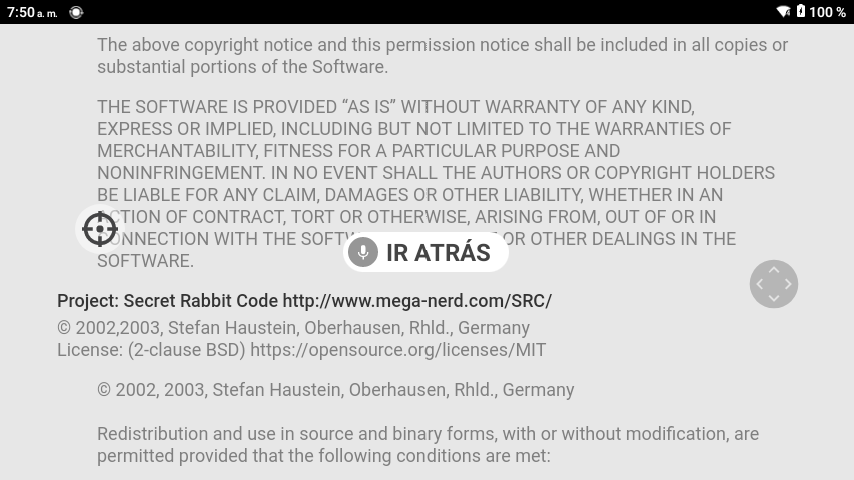 7:50 a. m.
100 %
The above copyright notice and this permission notice shall be included in all copies or
substantial portions of the Software.
THE SOFTWARE IS PROVIDED “AS IS” WITHOUT WARRANTY OF ANY KIND,
EXPRESS OR IMPLIED, INCLUDING BUT NOT LIMITED TO THE WARRANTIES OF
MERCHANTABILITY, FITNESS FOR A PARTICULAR PURPOSE AND
NONINFRINGEMENT. IN NO EVENT SHALL THE AUTHORS OR COPYRIGHT HOLDERS
BE LIABLE FOR ANY CLAIM, DAMAGES OR OTHER LIABILITY, WHETHER IN AN
ACTION OF CONTRACT, TORT OR OTHERWISE, ARISING FROM, OUT OF OR IN
CONNECTION WITH THE OR OTHER DEALINGS IN THE
IR ATRÁS
SOFTWARE.
Project: Secret Rabbit Code http://www.mega-nerd.com/SRC/
© 2002,2003, Stefan Haustein, Oberhausen, Rhld., Germany
License: (2-clause BSD) https://opensource.org/licenses/MIT
© 2002, 2003, Stefan Haustein, Oberhausen, Rhld., Germany
Redistribution and use in source and binary forms, with or without modification, are
permitted provided that the following conditions are met: